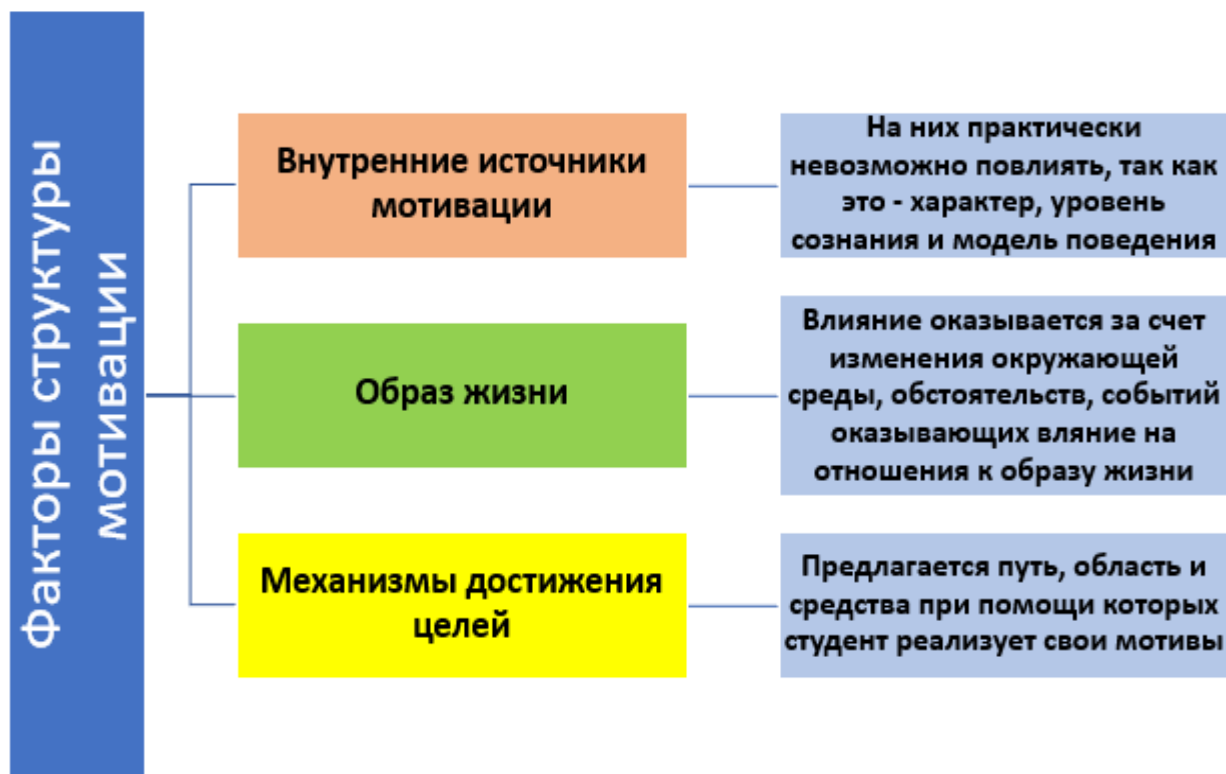 Факторы структуры
мотивации
Внутренние источники
мотивации
На них практически
невозможно повлиять, так как
это - характер, уровень
сознания и модель поведения
Образ жизни
Влияние оказывается за счет
изменения окружающей
среды, обстоятельств, событий
оказывающих вляние на
отношения к образу жизни
Механизмы достижения
целей
Предлагается путь, область и
средства при помощи которых
студент реализует свои мотивы